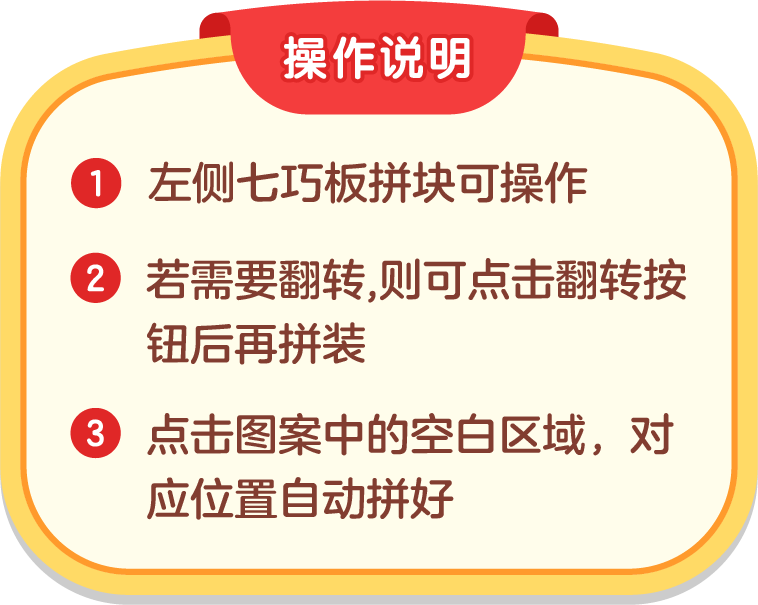 操作说明
1 左侧七巧板拼块可操作
2 若需要翻转,则可点击翻转按
钮后再拼装
3 点击图案中的空白区域，对
应位置自动拼好